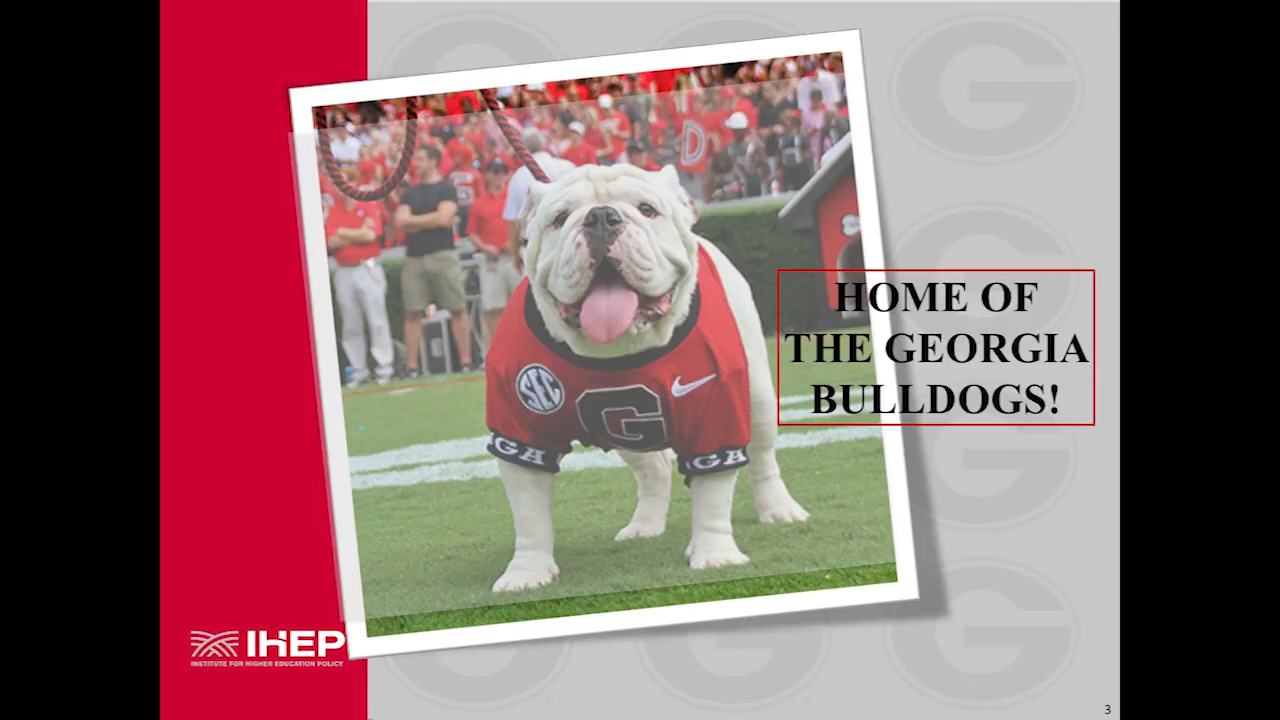 HOME OF
THE GEORGIA
BULLDOGS!
D
SEC
G
GA
GA
IHEP
INSTITUTE FOR HIGHER EDUCATION POLICY
3